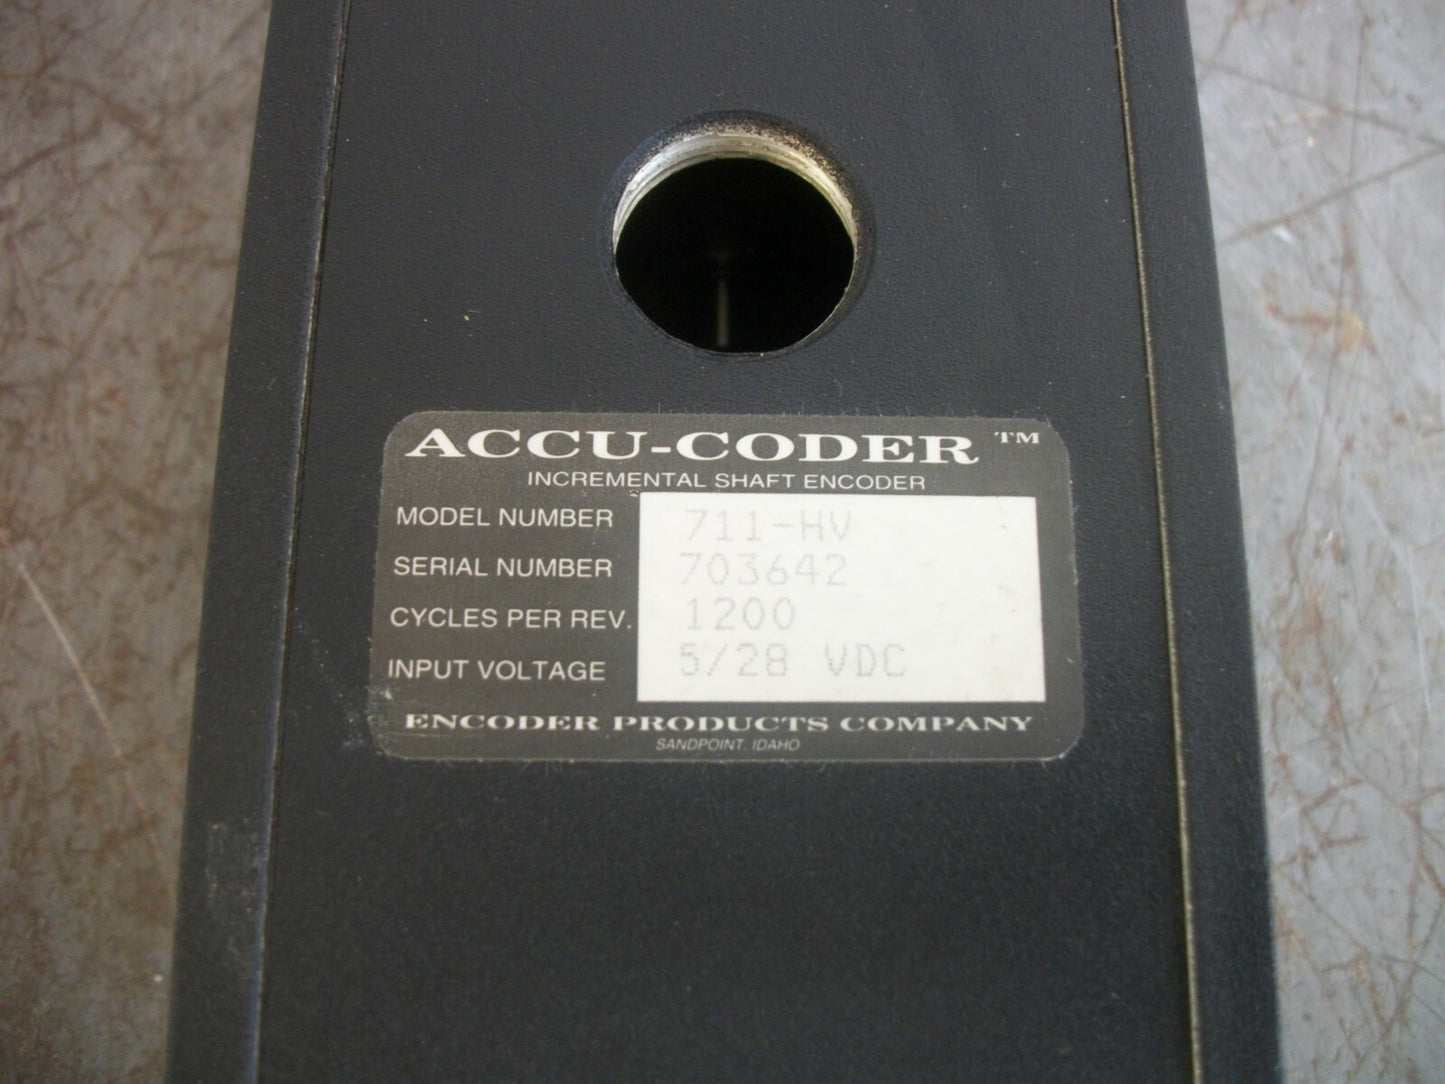 ACCU-CODER ™
INCREMENTAL SHAFT ENCODER
MODEL NUMBER 711-HV
SERIAL NUMBER 703642
CYCLES PER REV. 1200
INPUT VOLTAGE 5/28 VDC
ENCODER PRODUCTS COMPANY
SANDPOINT, IDAHO